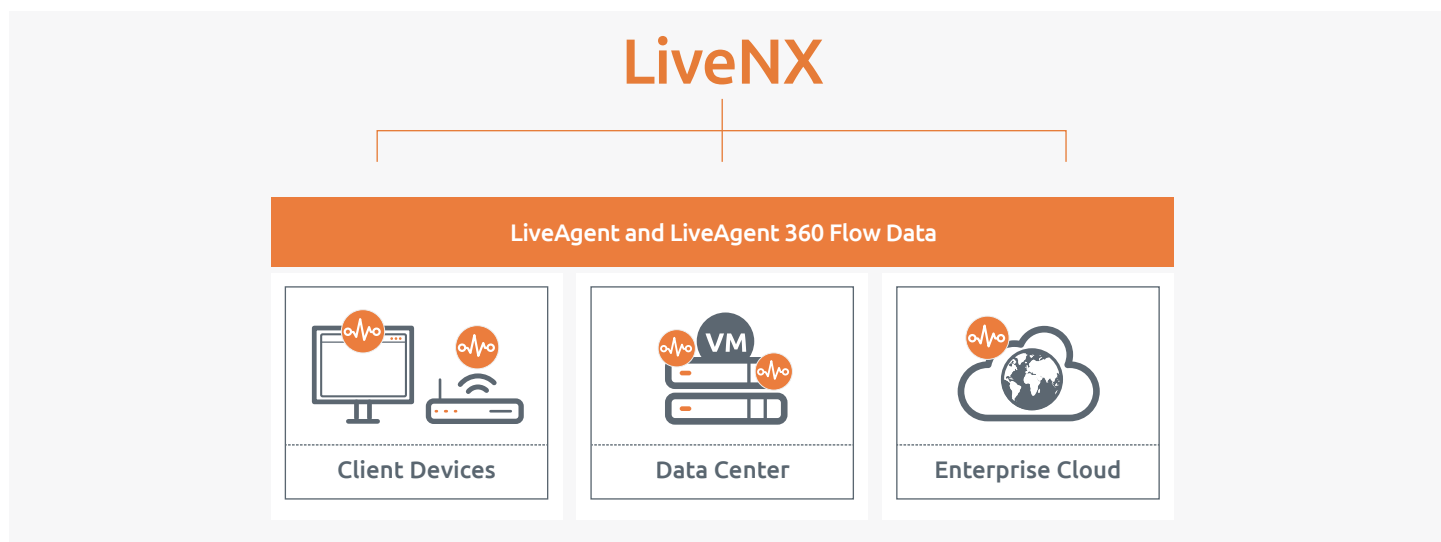 LiveNX
LiveAgent and LiveAgent 360 Flow Data
VM
Client Devices
Data Center
Enterprise Cloud